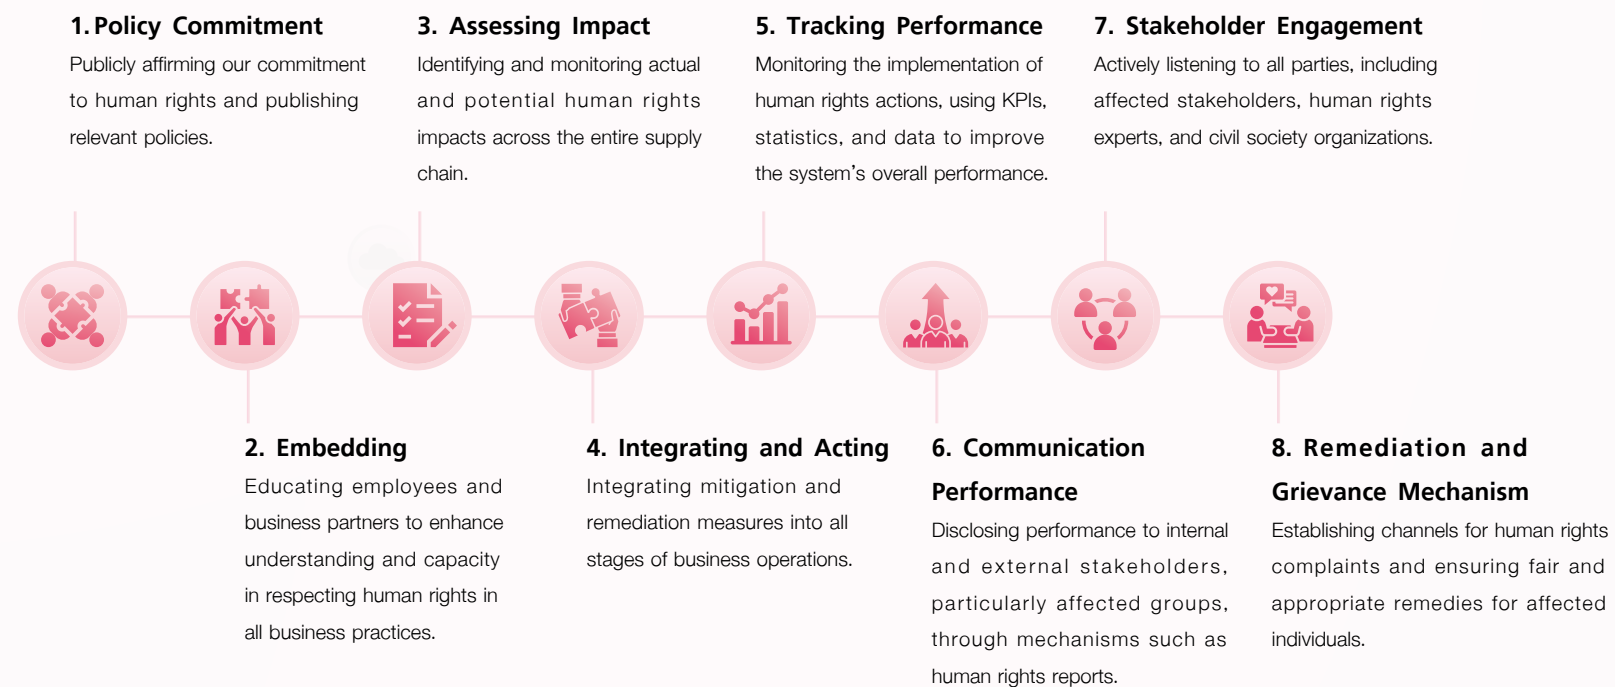 1. Policy Commitment
Publicly affirming our commitment
to human rights and publishing
relevant policies.
3. Assessing Impact
Identifying and monitoring actual
and potential human rights
impacts across the entire supply
chain.
5. Tracking Performance
Monitoring the implementation of
human rights actions, using KPIs,
statistics, and data to improve
the system’s overall performance.
7. Stakeholder Engagement
Actively listening to all parties, including
affected stakeholders, human rights
experts, and civil society organizations.
2. Embedding
Educating employees and
business partners to enhance
understanding and capacity
in respecting human rights in
all business practices.
4. Integrating and Acting
Integrating mitigation and
remediation measures into all
stages of business operations.
6. Communication
Performance
Disclosing performance to internal
and external stakeholders,
particularly affected groups,
through mechanisms such as
human rights reports.
8. Remediation and
Grievance Mechanism
Establishing channels for human rights
complaints and ensuring fair and
appropriate remedies for affected
individuals.